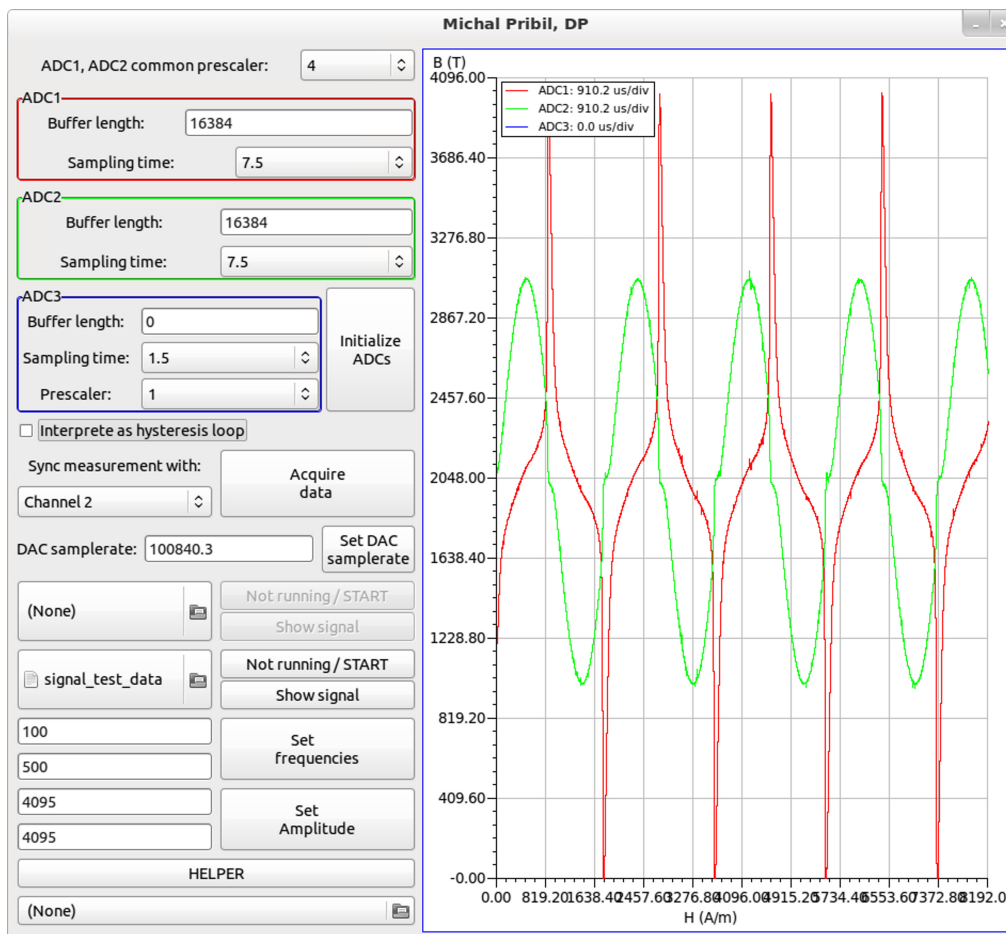 Michal Pribil, DP
ADC1, ADC2 common prescaler:
4
ADC1
Buffer length:
16384
Sampling time:
7.5
ADC2
Buffer length:
16384
Sampling time:
7.5
ADC3
Buffer length:
0
Sampling time:
1.5
Prescaler:
1
Initialize
ADCs
Interprete as hysteresis loop
Sync measurement with:
Channel 2
Acquire
data
DAC samplerate:
100840.3
Set DAC
samplerate
(None)
Not running / START
Show signal
signal_test_data
Not running / START
Show signal
100
500
Set
frequencies
4095
4095
Set
Amplitude
HELPER
(None)
B (T)
ADC1: 910.2 us/div
ADC2: 910.2 us/div
ADC3: 0.0 us/div
4096.00
3686.40
3276.80
2867.20
2457.60
2048.00
1638.40
1228.80
819.20
409.60
-0.00
0.00 819.20 1638.40 2457.60 3276.80 4096.00 4915.20 5734.40 6553.60 7372.80 8192.0
H (A/m)